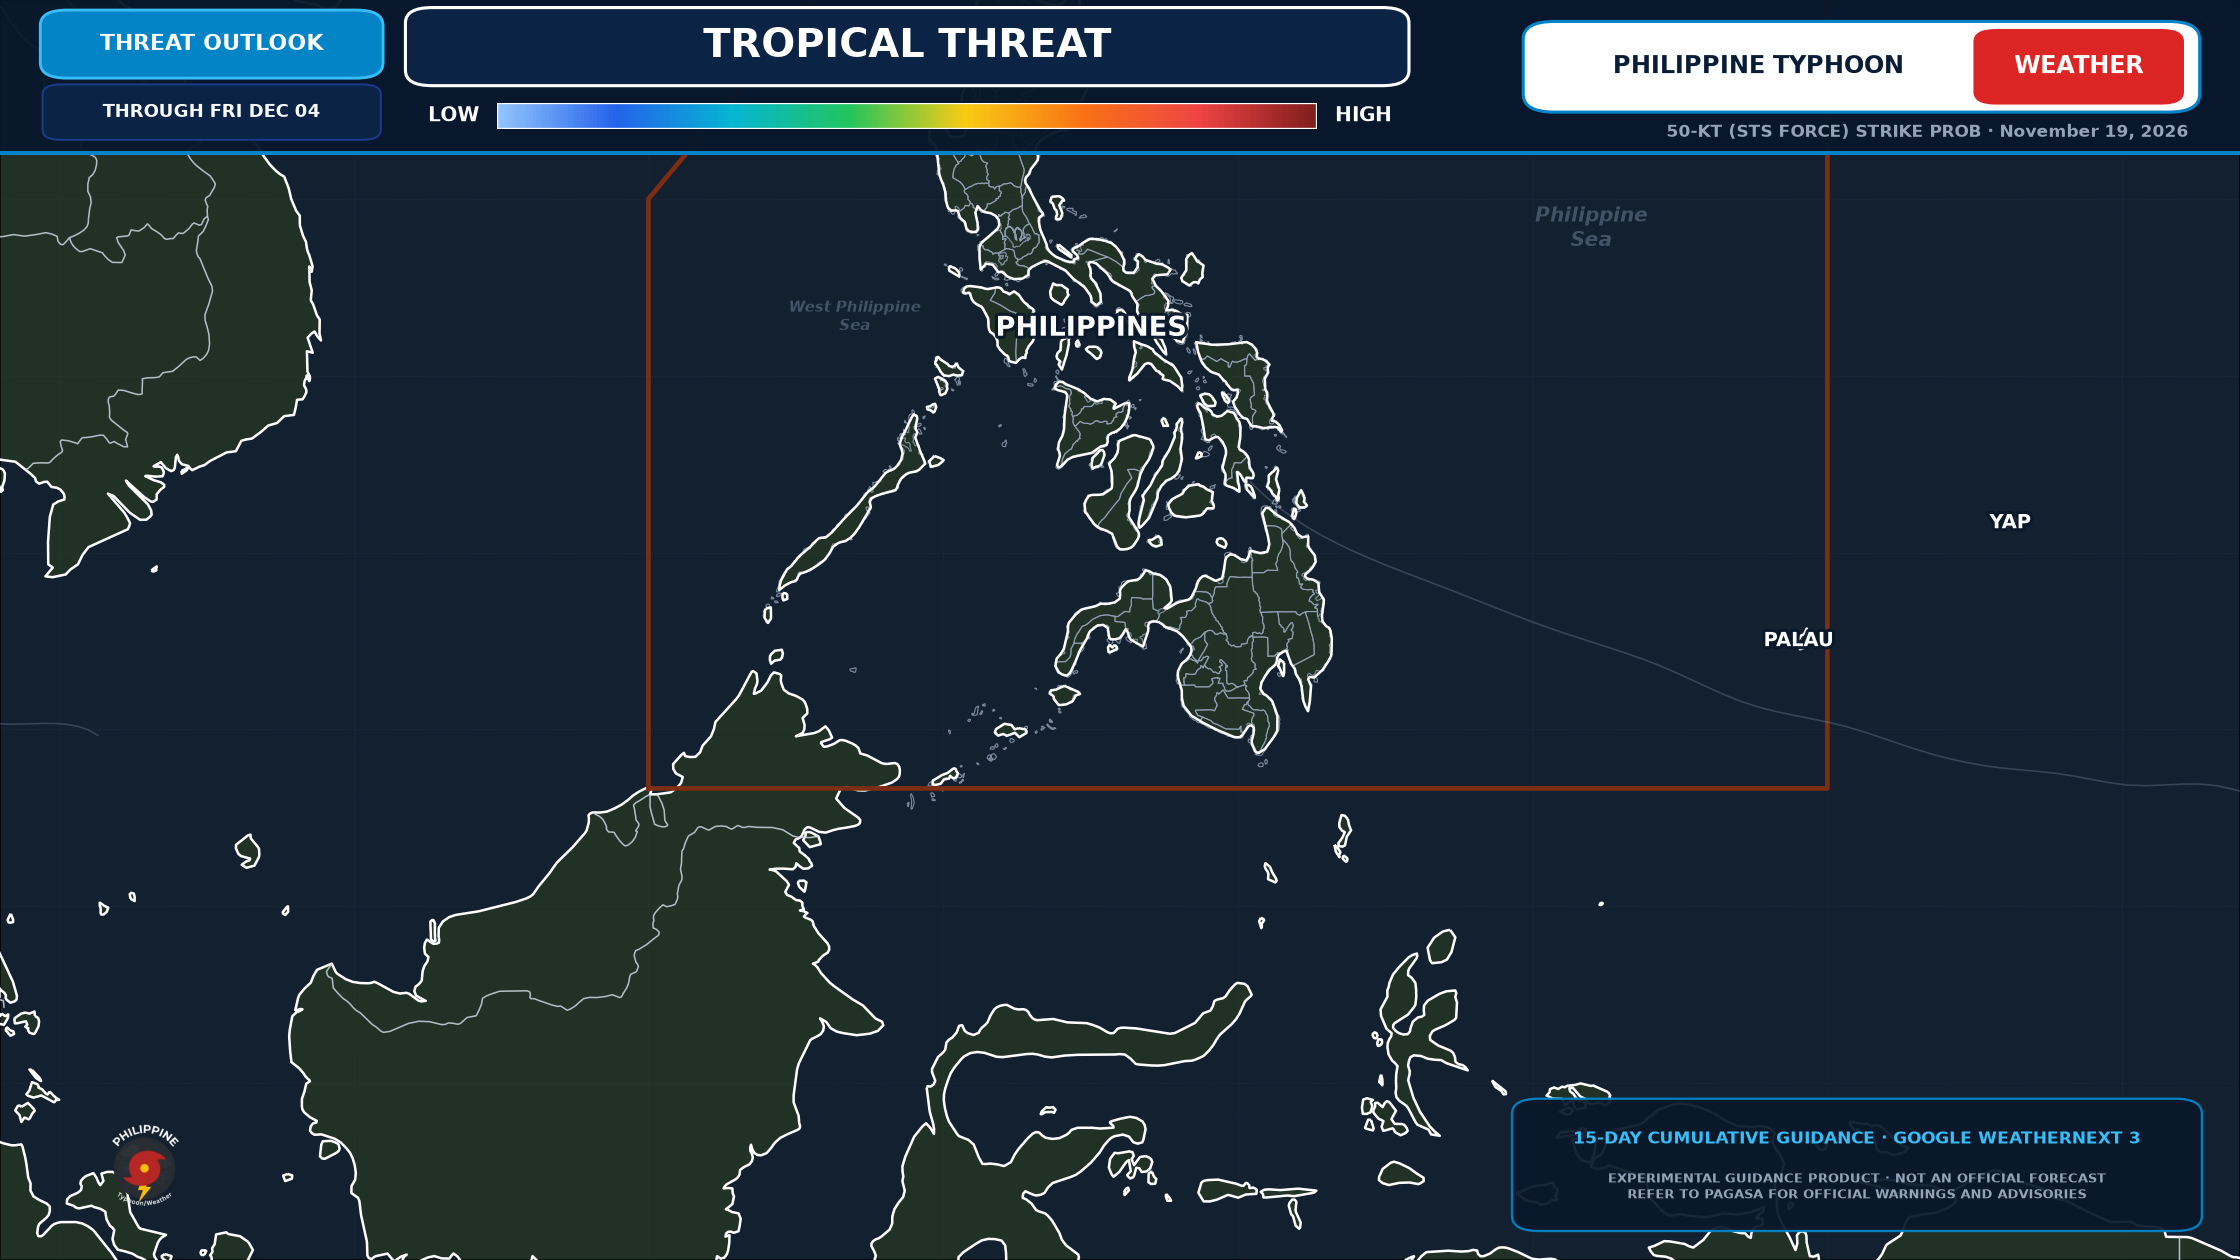 THREAT OUTLOOK
THROUGH FRI DEC 04
TROPICAL THREAT
LOW
HIGH
PHILIPPINE TYPHOON
WEATHER
50-KT (STS FORCE) STRIKE PROB · November 19, 2026
Philippine
Sea
West Philippine
Sea
PHILIPPINES
YAP
PALAU
PHILIPPINE
Typhoon/Weather
15-DAY CUMULATIVE GUIDANCE · GOOGLE WEATHERNEXT 3
EXPERIMENTAL GUIDANCE PRODUCT · NOT AN OFFICIAL FORECAST
REFER TO PAGASA FOR OFFICIAL WARNINGS AND ADVISORIES